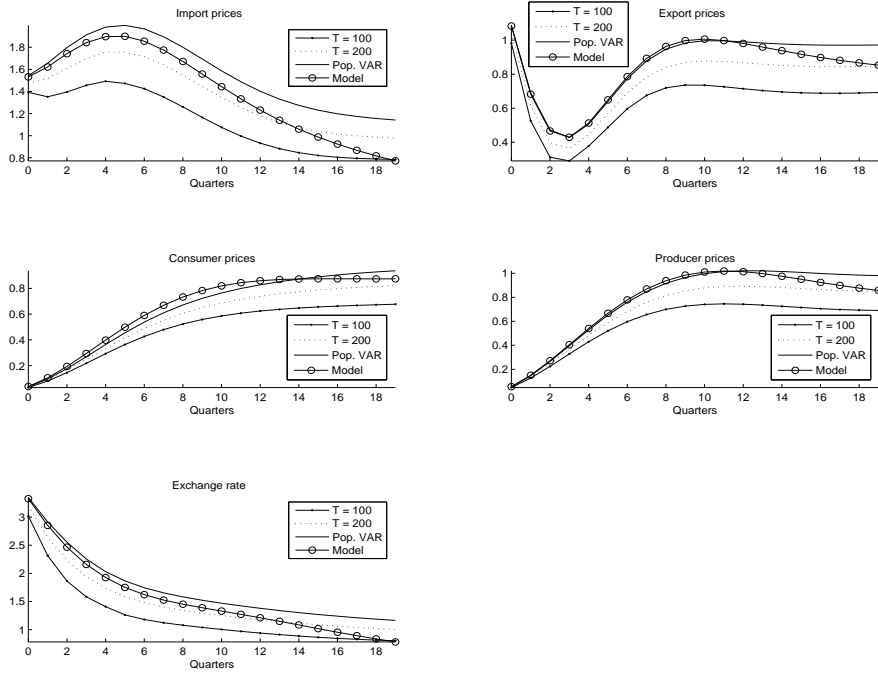 Import prices
1.8
1.6
1.4
1.2
1
0.8
0 2 4 6 8 10 12 14 16 18
Quarters
T = 100
T = 200
Pop. VAR
Model
Export prices
1
0.8
0.6
0.4
0 2 4 6 8 10 12 14 16 18
Quarters
T = 100
T = 200
Pop. VAR
Model
Consumer prices
0.8
0.6
0.4
0.2
0 2 4 6 8 10 12 14 16 18
Quarters
T = 100
T = 200
Pop. VAR
Model
Producer prices
1
0.8
0.6
0.4
0.2
0 2 4 6 8 10 12 14 16 18
Quarters
T = 100
T = 200
Pop. VAR
Model
Exchange rate
3
2.5
2
1.5
1
0 2 4 6 8 10 12 14 16 18
Quarters
T = 100
T = 200
Pop. VAR
Model